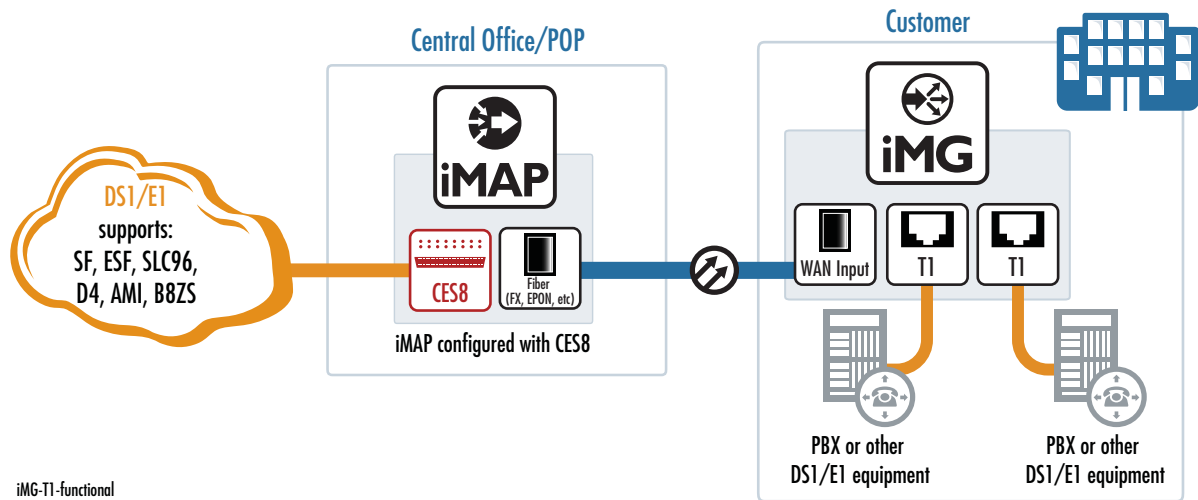 Central Office/POP
Customer
iMAP
iMG
DS1/E1
supports:
SF, ESF, SLC96,
D4, AMI, B8ZS
CES8
Fiber
(FX, EPON, etc)
WAN Input
T1
T1
iMAP configured with CES8
PBX or other
DS1/E1 equipment
PBX or other
DS1/E1 equipment
iMG-T1-functional